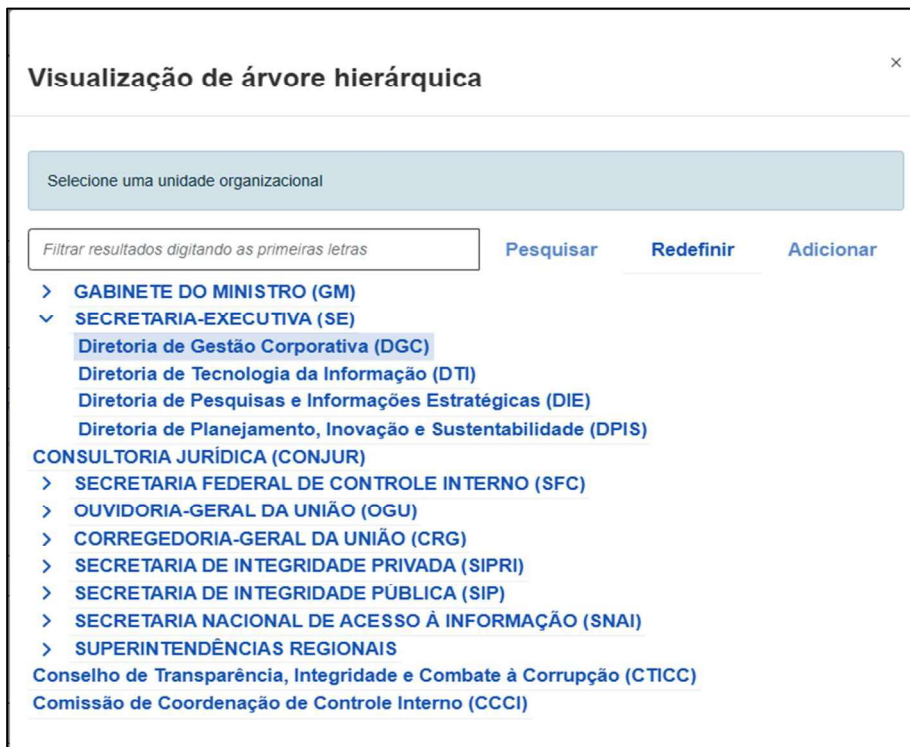 Visualização de árvore hierárquica
×
Selecione uma unidade organizacional
Filtrar resultados digitando as primeiras letras Pesquisar Redefinir Adicionar
GABINETE DO MINISTRO (GM)
SECRETARIA-EXECUTIVA (SE)
Diretoria de Gestão Corporativa (DGC)
Diretoria de Tecnologia da Informação (DTI)
Diretoria de Pesquisas e Informações Estratégicas (DIE)
Diretoria de Planejamento, Inovação e Sustentabilidade (DPIS)
CONSULTORIA JURÍDICA (CONJUR)
SECRETARIA FEDERAL DE CONTROLE INTERNO (SFC)
OUVIDORIA-GERAL DA UNIÃO (OGU)
CORREGEDORIA-GERAL DA UNIÃO (CRG)
SECRETARIA DE INTEGRIDADE PRIVADA (SIPRI)
SECRETARIA DE INTEGRIDADE PÚBLICA (SIP)
SECRETARIA NACIONAL DE ACESSO À INFORMAÇÃO (SNAI)
SUPERINTENDÊNCIAS REGIONAIS
Conselho de Transparência, Integridade e Combate à Corrupção (CTICC)
Comissão de Coordenação de Controle Interno (CCCI)